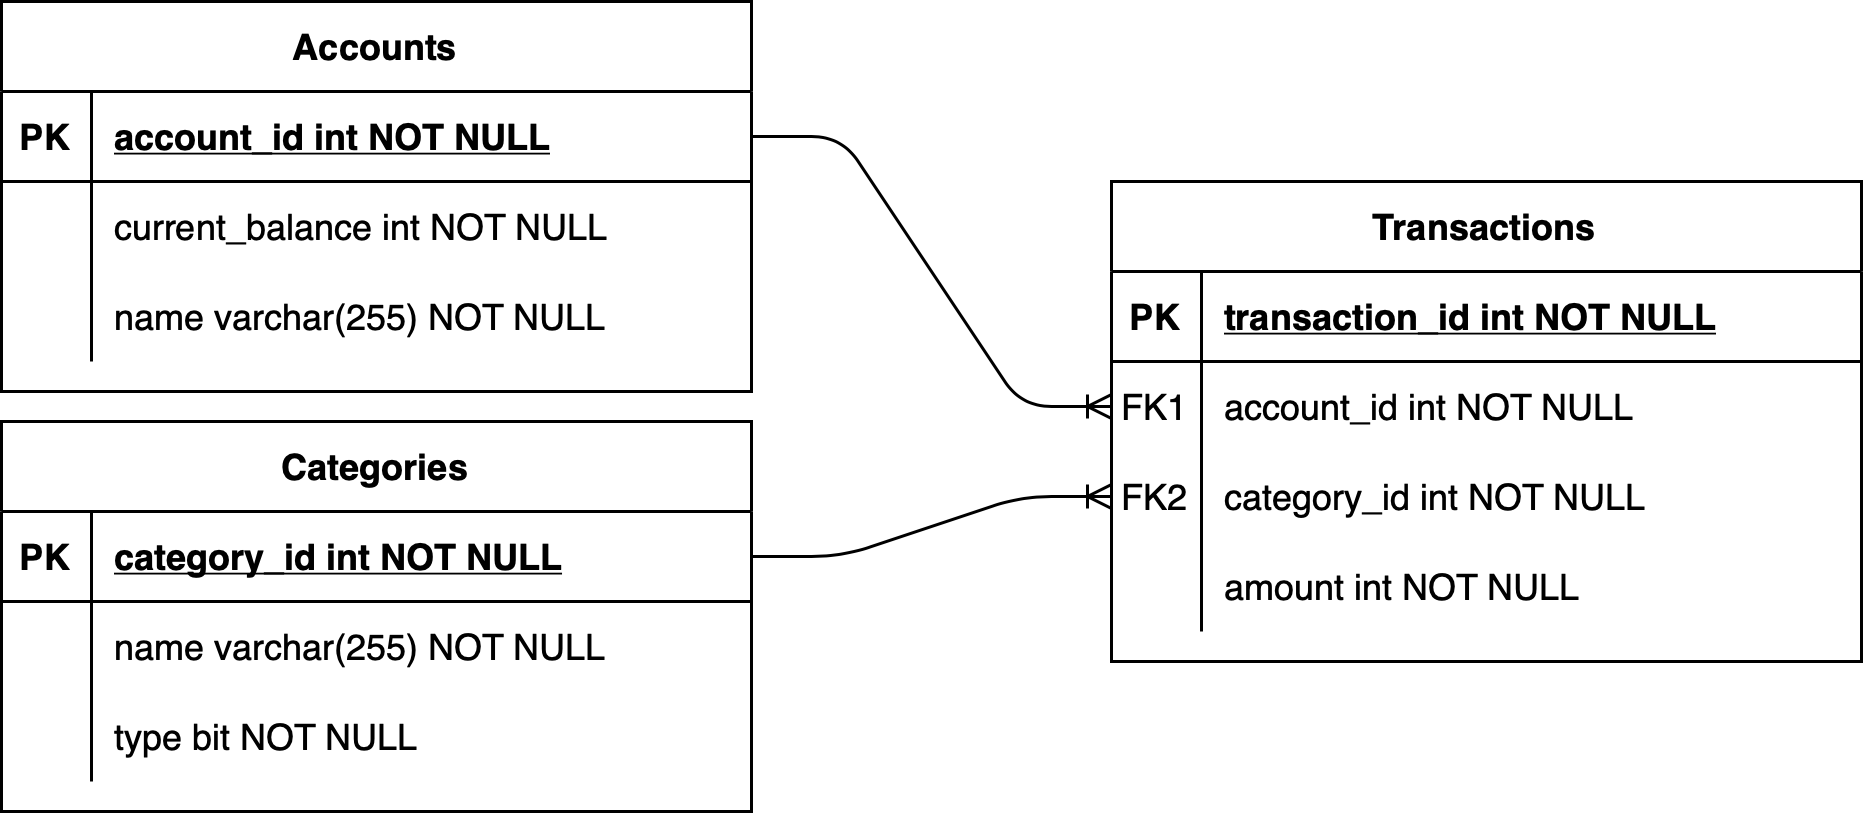 Accounts
PK account_id int NOT NULL
current_balance int NOT NULL
name varchar(255) NOT NULL
Categories
PK category_id int NOT NULL
name varchar(255) NOT NULL
type bit NOT NULL
Transactions
PK transaction_id int NOT NULL
FK1 account_id int NOT NULL
FK2 category_id int NOT NULL
amount int NOT NULL